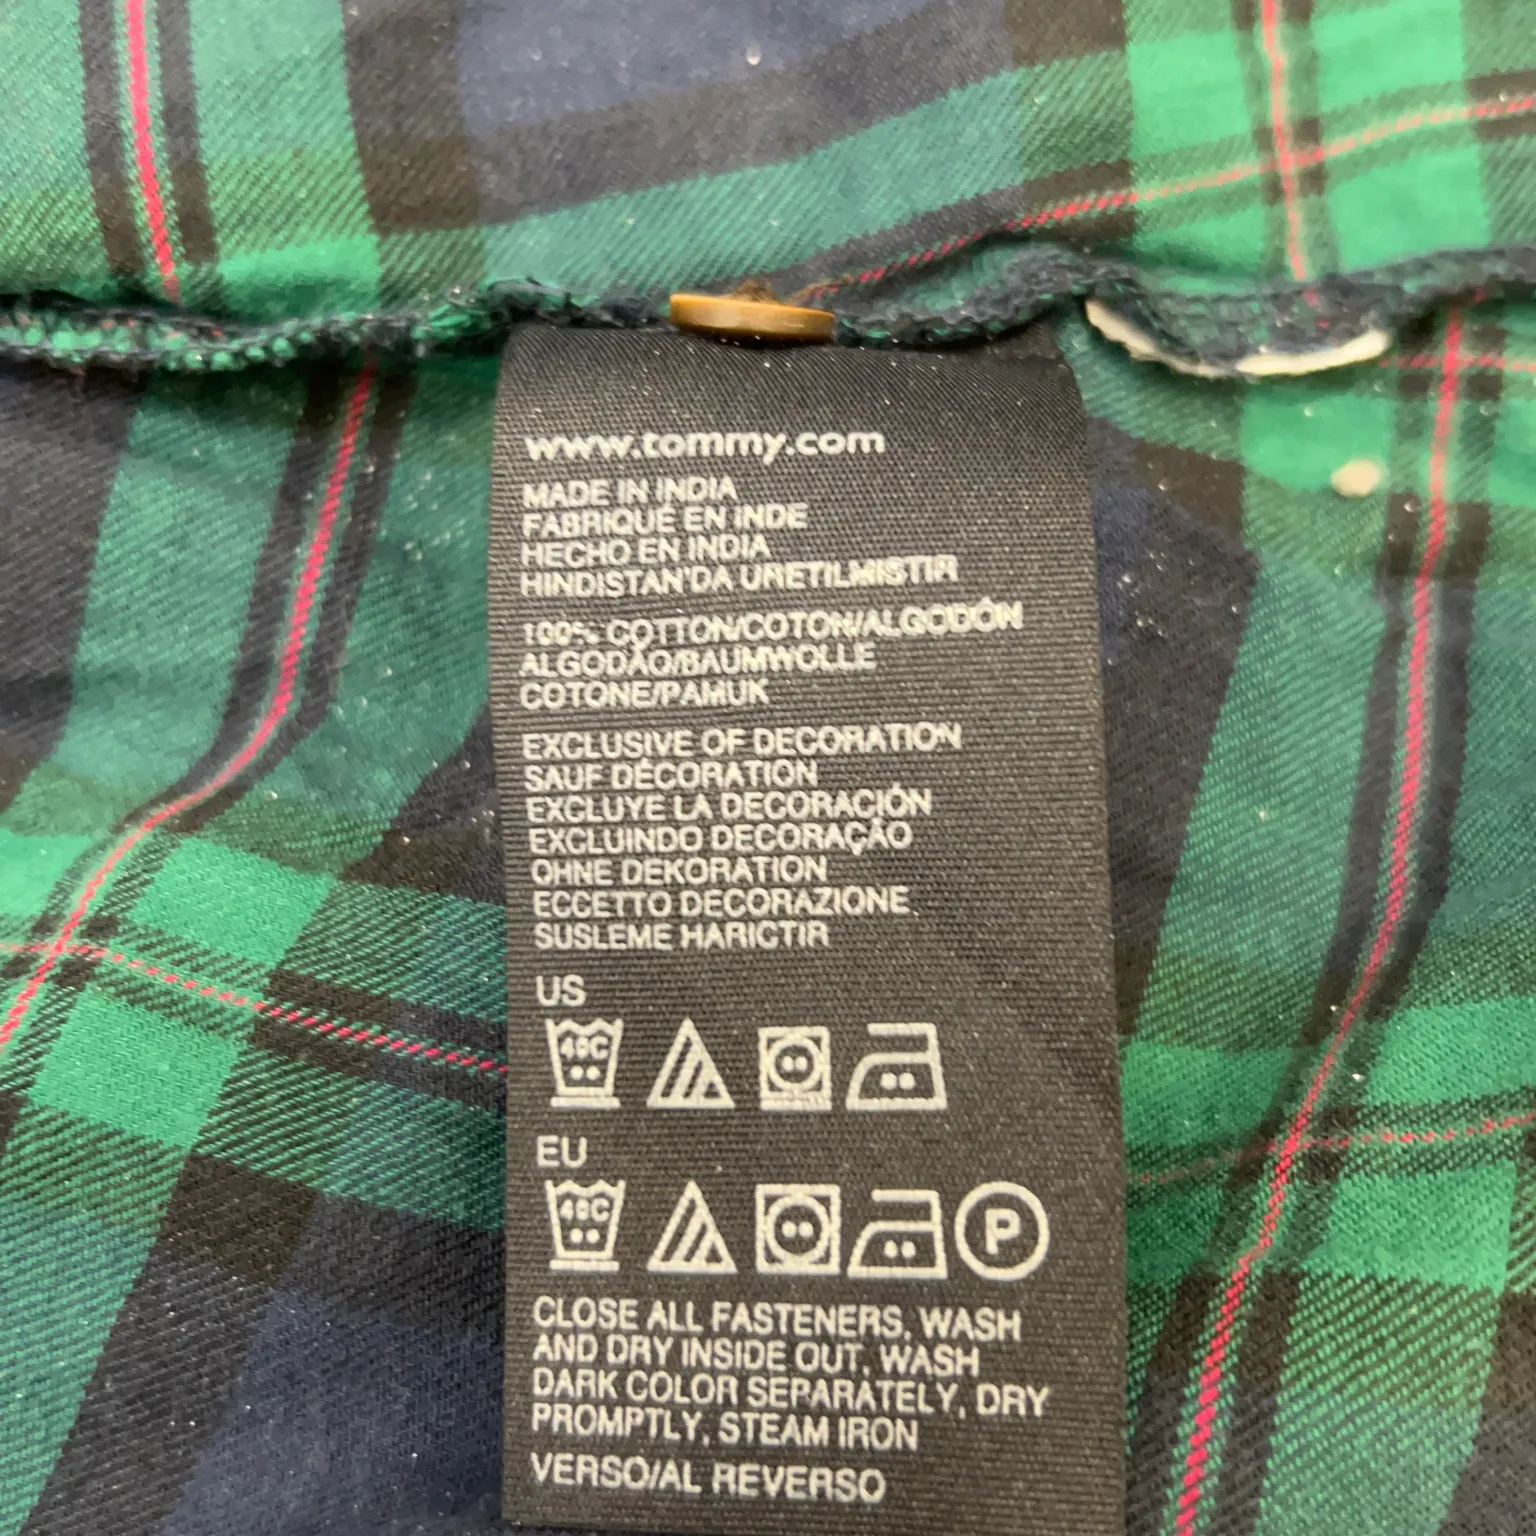 www.tommy.com
MADE IN INDIA
FABRIQUÉ EN INDE
HECHO EN INDIA
HINDISTAN'DA URETILMISTIR
100% COTTON/COTON/ALGODÓN
ALGODÃO/BAUMWOLLE
COTONE/PAMUK
EXCLUSIVE OF DECORATION
SAUF DÉCORATION
EXCLUYE LA DECORACIÓN
EXCLUINDO DECORAÇÃO
OHNE DEKORATION
ECCETTO DECORAZIONE
SUSLEME HARICTIR
US
40C
EU
40C P
CLOSE ALL FASTENERS, WASH
AND DRY INSIDE OUT, WASH
DARK COLOR SEPARATELY, DRY
PROMPTLY, STEAM IRON
VERSO/AL REVERSO